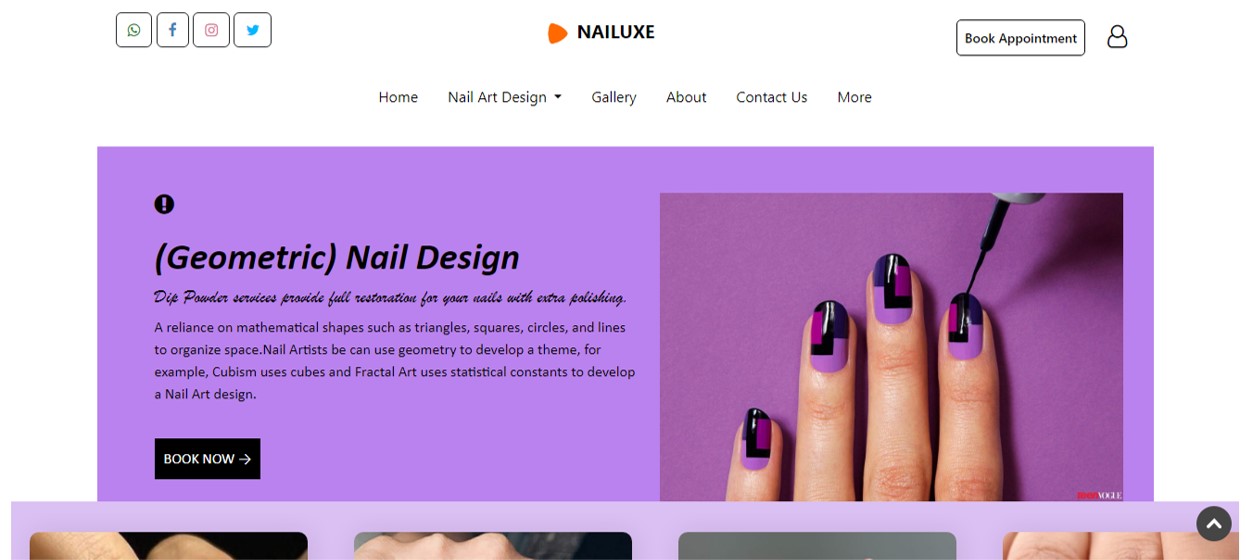 NAILUXE
Book Appointment
Home
Nail Art Design
Gallery
About
Contact Us
More
(Geometric) Nail Design
Dip Powder services provide full restoration for your nails with extra polishing.
A reliance on mathematical shapes such as triangles, squares, circles, and lines
to organize space.Nail Artists be can use geometry to develop a theme, for
example, Cubism uses cubes and Fractal Art uses statistical constants to develop
a Nail Art design.
BOOK NOW →
VOGUE